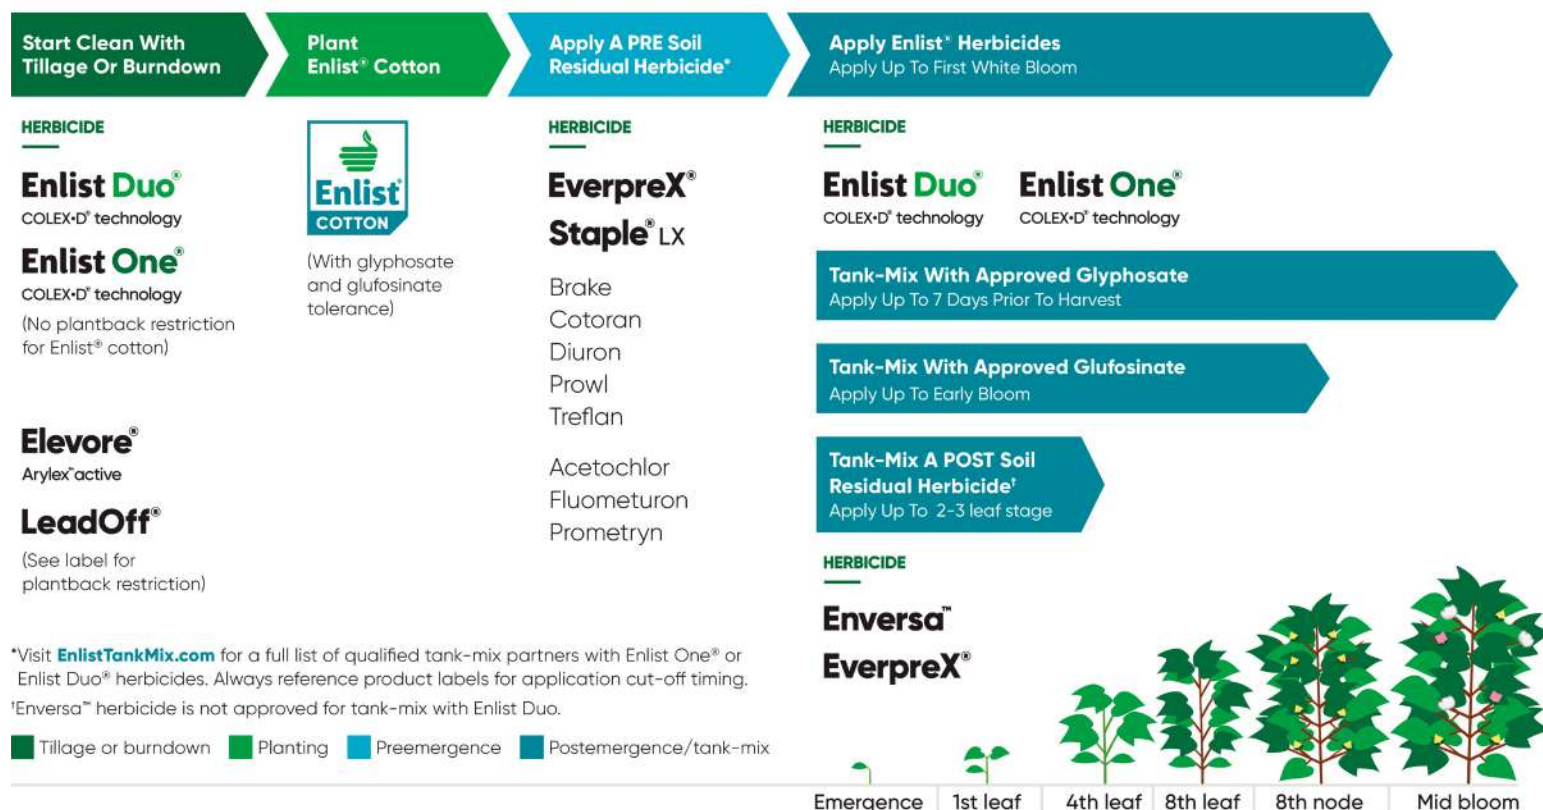 Start Clean With
Tillage Or Burndown
Plant
Enlist® Cotton
Apply A PRE Soil
Residual Herbicide*
Apply Enlist® Herbicides
Apply Up To First White Bloom
HERBICIDE
Enlist Duo®
COLEX•D® technology
Enlist One®
COLEX•D® technology
(No plantback restriction
for Enlist® cotton)
Elevore®
Arylex™active
LeadOff®
(See label for
plantback restriction)
Enlist®
COTTON
(With glyphosate
and glufosinate
tolerance)
HERBICIDE
EverpreX®
Staple® LX
Brake
Cotoran
Diuron
Prowl
Treflan
Acetochlor
Fluometuron
Prometryn
HERBICIDE
Enlist Duo®
COLEX•D® technology
Enlist One®
COLEX•D® technology
Tank-Mix With Approved Glyphosate
Apply Up To 7 Days Prior To Harvest
Tank-Mix With Approved Glufosinate
Apply Up To Early Bloom
Tank-Mix A POST Soil
Residual Herbicide†
Apply Up To 2-3 leaf stage
HERBICIDE
Enversa™
EverpreX®
*Visit EnlistTankMix.com for a full list of qualified tank-mix partners with Enlist One® or
Enlist Duo® herbicides. Always reference product labels for application cut-off timing.
†Enversa™ herbicide is not approved for tank-mix with Enlist Duo.
Tillage or burndown
Planting
Preemergence
Postemergence/tank-mix
Emergence
1st leaf
4th leaf
8th leaf
8th node
Mid bloom